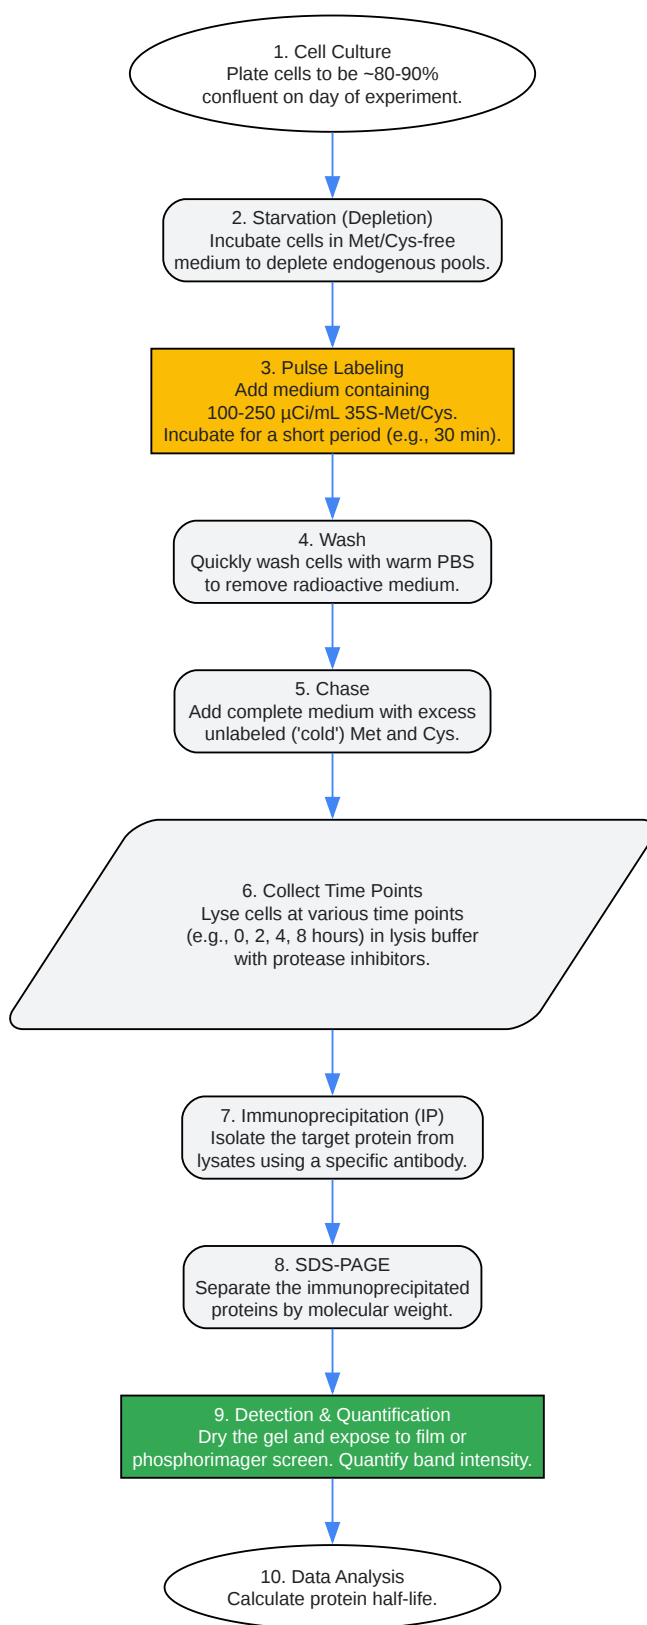 1. Cell Culture
Plate cells to be ~80-90%
confluent on day of experiment.
2. Starvation (Depletion)
Incubate cells in Met/Cys-free
medium to deplete endogenous pools.
3. Pulse Labeling
Add medium containing
100-250 µCi/mL 35S-Met/Cys.
Incubate for a short period (e.g., 30 min).
4. Wash
Quickly wash cells with warm PBS
to remove radioactive medium.
5. Chase
Add complete medium with excess
unlabeled ('cold') Met and Cys.
6. Collect Time Points
Lyse cells at various time points
(e.g., 0, 2, 4, 8 hours) in lysis buffer
with protease inhibitors.
7. Immunoprecipitation (IP)
Isolate the target protein from
lysates using a specific antibody.
8. SDS-PAGE
Separate the immunoprecipitated
proteins by molecular weight.
9. Detection & Quantification
Dry the gel and expose to film or
phosphorimager screen. Quantify band intensity.
10. Data Analysis
Calculate protein half-life.